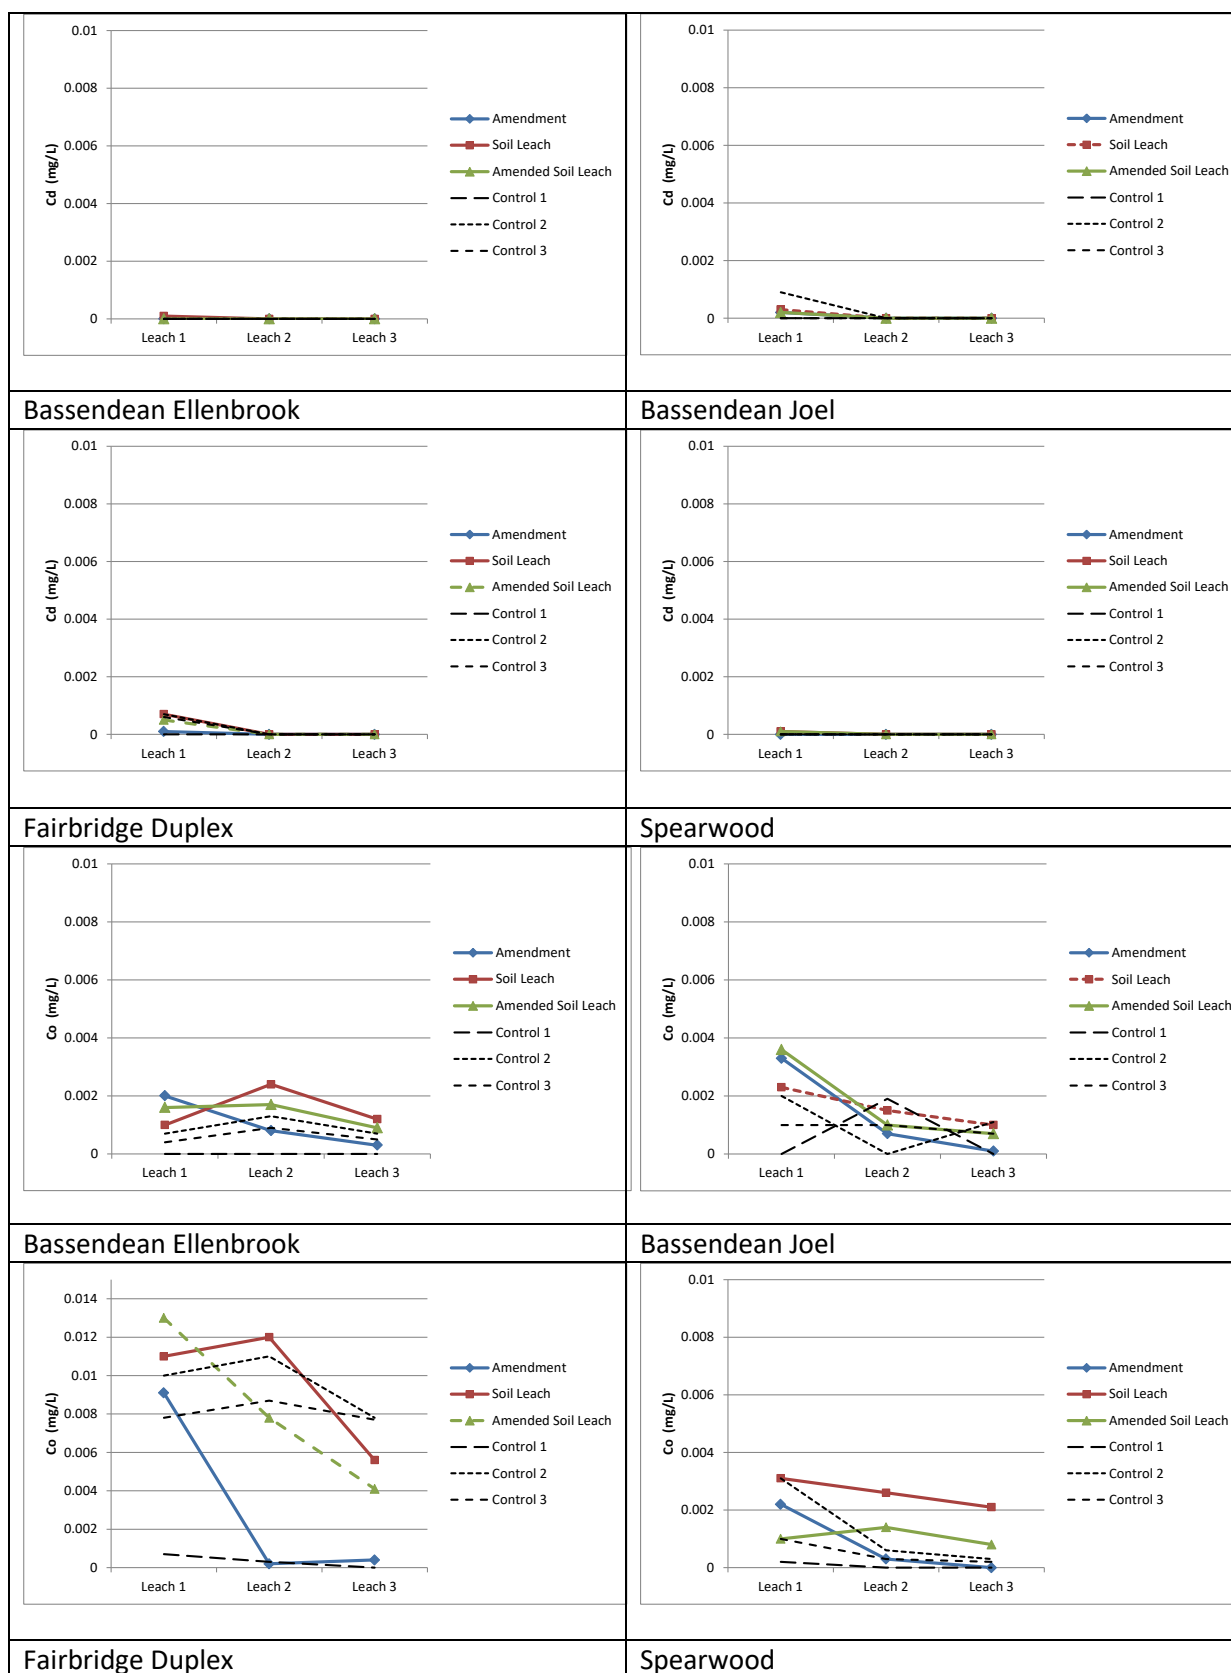 0.01
0.008
0.006
0.004
0.002
0
Cd (mg/L)
Leach 1 Leach 2 Leach 3
Amendment
Soil Leach
Amended Soil Leach
Control 1
Control 2
Control 3
0.01
0.008
0.006
0.004
0.002
0
Cd (mg/L)
Leach 1 Leach 2 Leach 3
Amendment
Soil Leach
Amended Soil Leach
Control 1
Control 2
Control 3
Bassendean Ellenbrook
Bassendean Joel
0.01
0.008
0.006
0.004
0.002
0
Cd (mg/L)
Leach 1 Leach 2 Leach 3
Amendment
Soil Leach
Amended Soil Leach
Control 1
Control 2
Control 3
0.01
0.008
0.006
0.004
0.002
0
Cd (mg/L)
Leach 1 Leach 2 Leach 3
Amendment
Soil Leach
Amended Soil Leach
Control 1
Control 2
Control 3
Fairbridge Duplex
Spearwood
0.01
0.008
0.006
0.004
0.002
0
Co (mg/L)
Leach 1 Leach 2 Leach 3
Amendment
Soil Leach
Amended Soil Leach
Control 1
Control 2
Control 3
0.01
0.008
0.006
0.004
0.002
0
Co (mg/L)
Leach 1 Leach 2 Leach 3
Amendment
Soil Leach
Amended Soil Leach
Control 1
Control 2
Control 3
Bassendean Ellenbrook
Bassendean Joel
0.014
0.012
0.01
0.008
0.006
0.004
0.002
0
Co (mg/L)
Leach 1 Leach 2 Leach 3
Amendment
Soil Leach
Amended Soil Leach
Control 1
Control 2
Control 3
0.01
0.008
0.006
0.004
0.002
0
Co (mg/L)
Leach 1 Leach 2 Leach 3
Amendment
Soil Leach
Amended Soil Leach
Control 1
Control 2
Control 3
Fairbridge Duplex
Spearwood